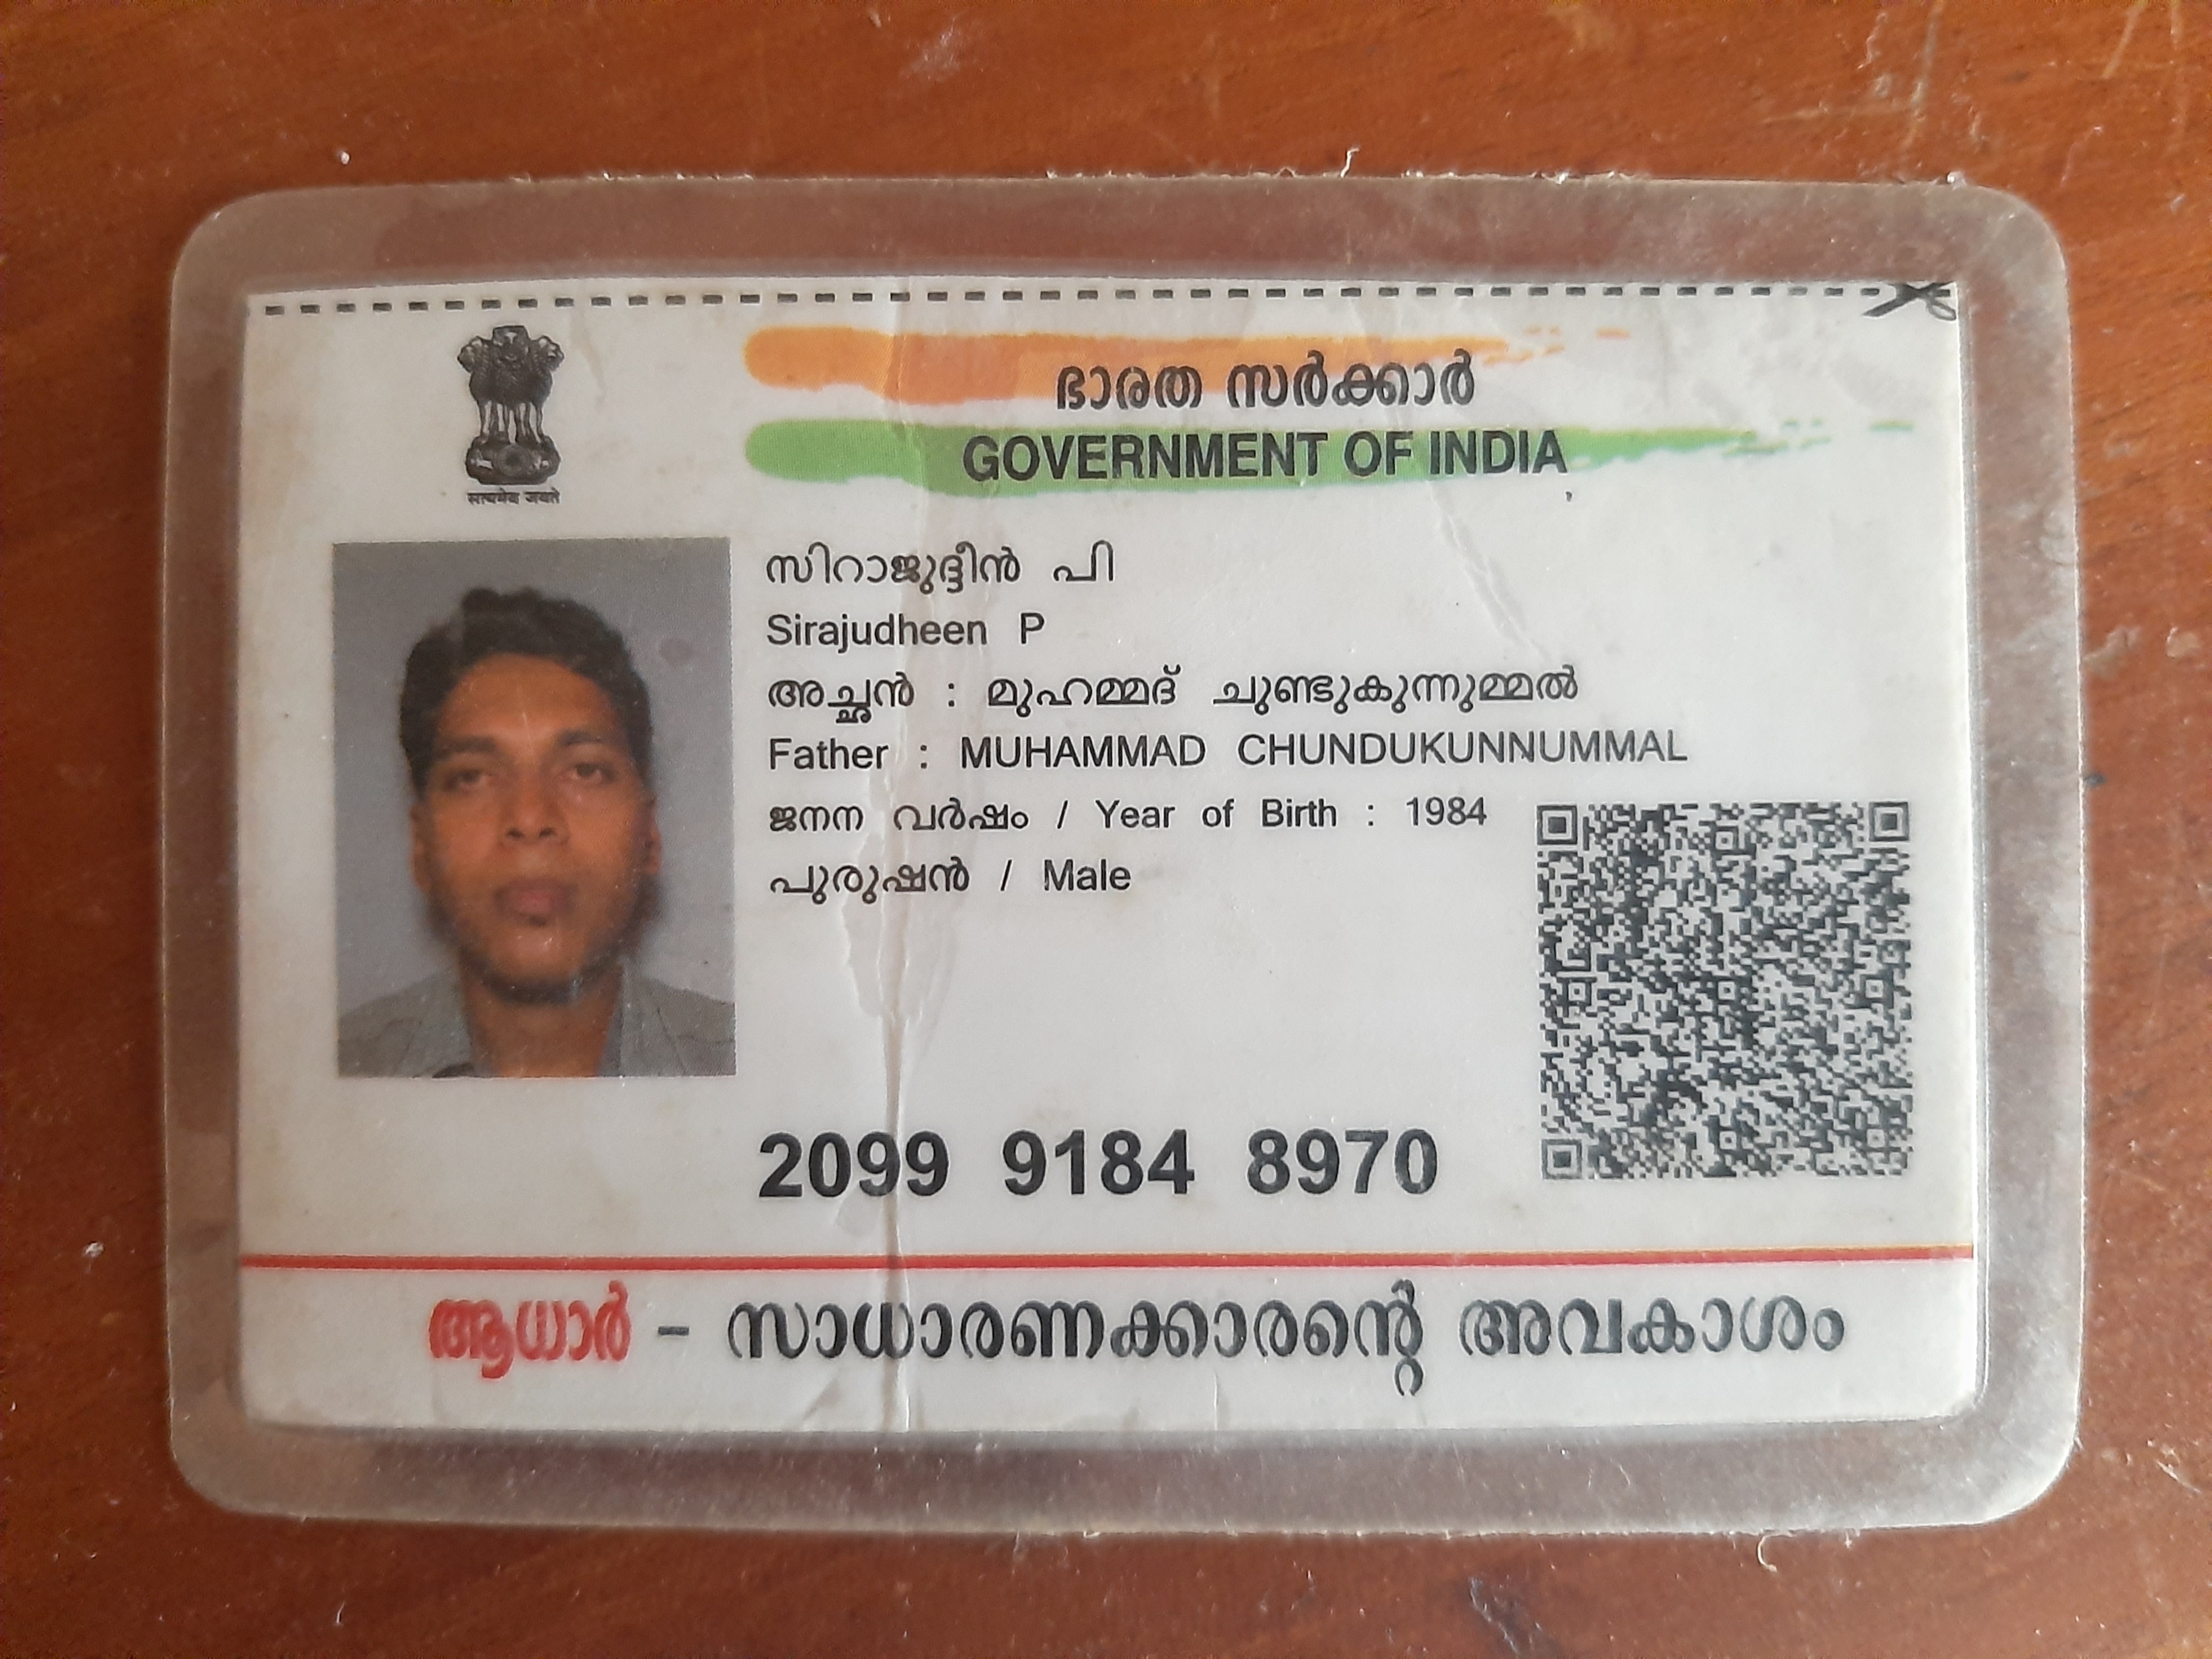 ഭാരത സർക്കാർ
GOVERNMENT OF INDIA
सत्यमेव जयते
സിറാജുദ്ദീൻ പി
Sirajudheen P
അച്ഛൻ : മുഹമ്മദ് ചുണ്ടുകുന്നുമ്മൽ
Father : MUHAMMAD CHUNDUKUNNUMMAL
ജനന വർഷം / Year of Birth : 1984
പുരുഷൻ / Male
2099 9184 8970
ആധാർ - സാധാരണക്കാരന്റെ അവകാശം